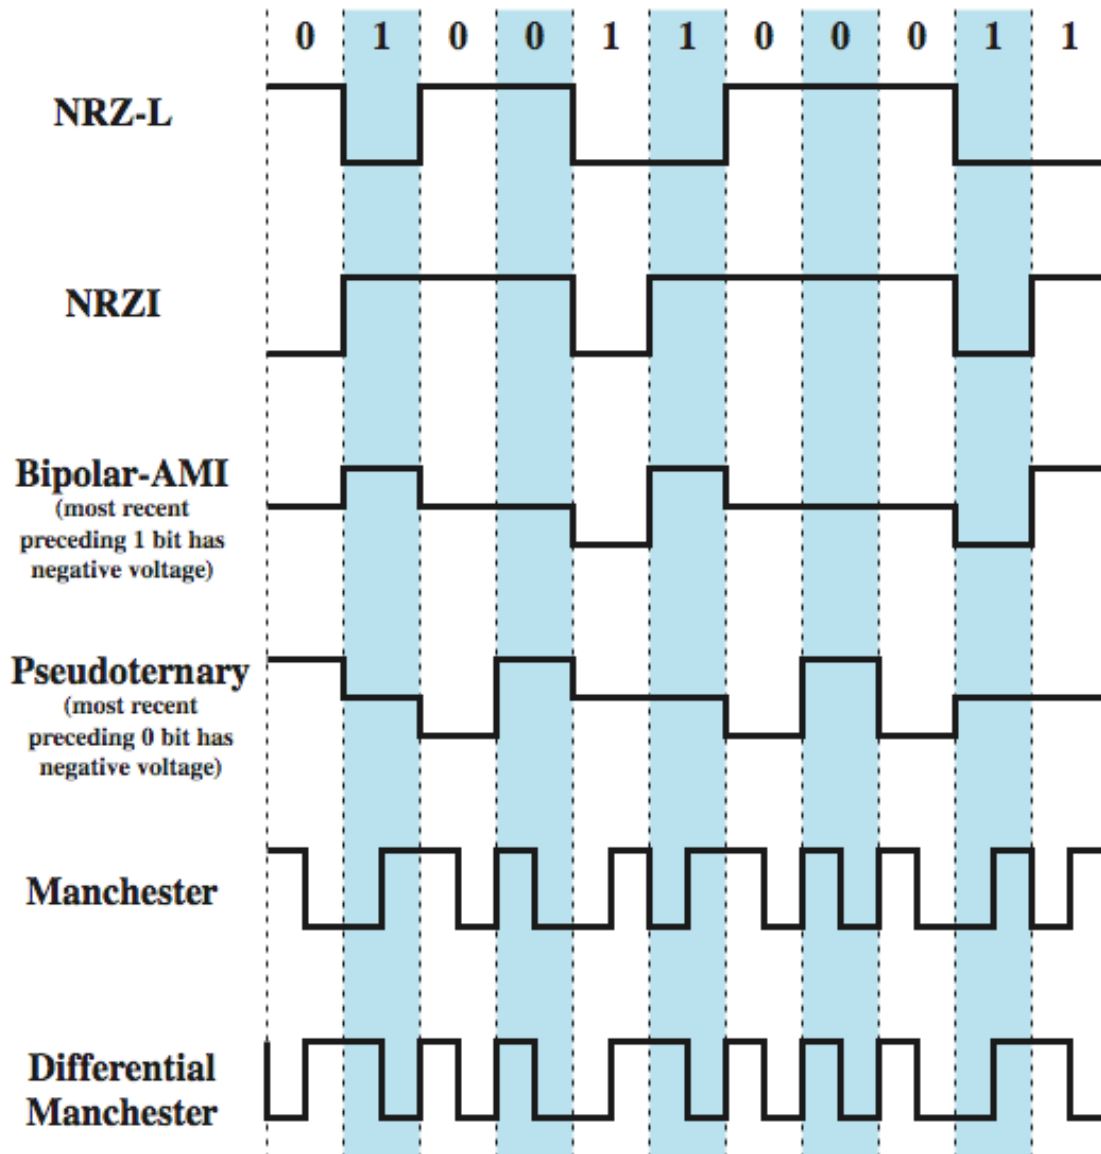 0 1 0 0 1 1 0 0 0 1 1
NRZ-L
NRZI
Bipolar-AMI
(most recent
preceding 1 bit has
negative voltage)
Pseudoternary
(most recent
preceding 0 bit has
negative voltage)
Manchester
Differential
Manchester